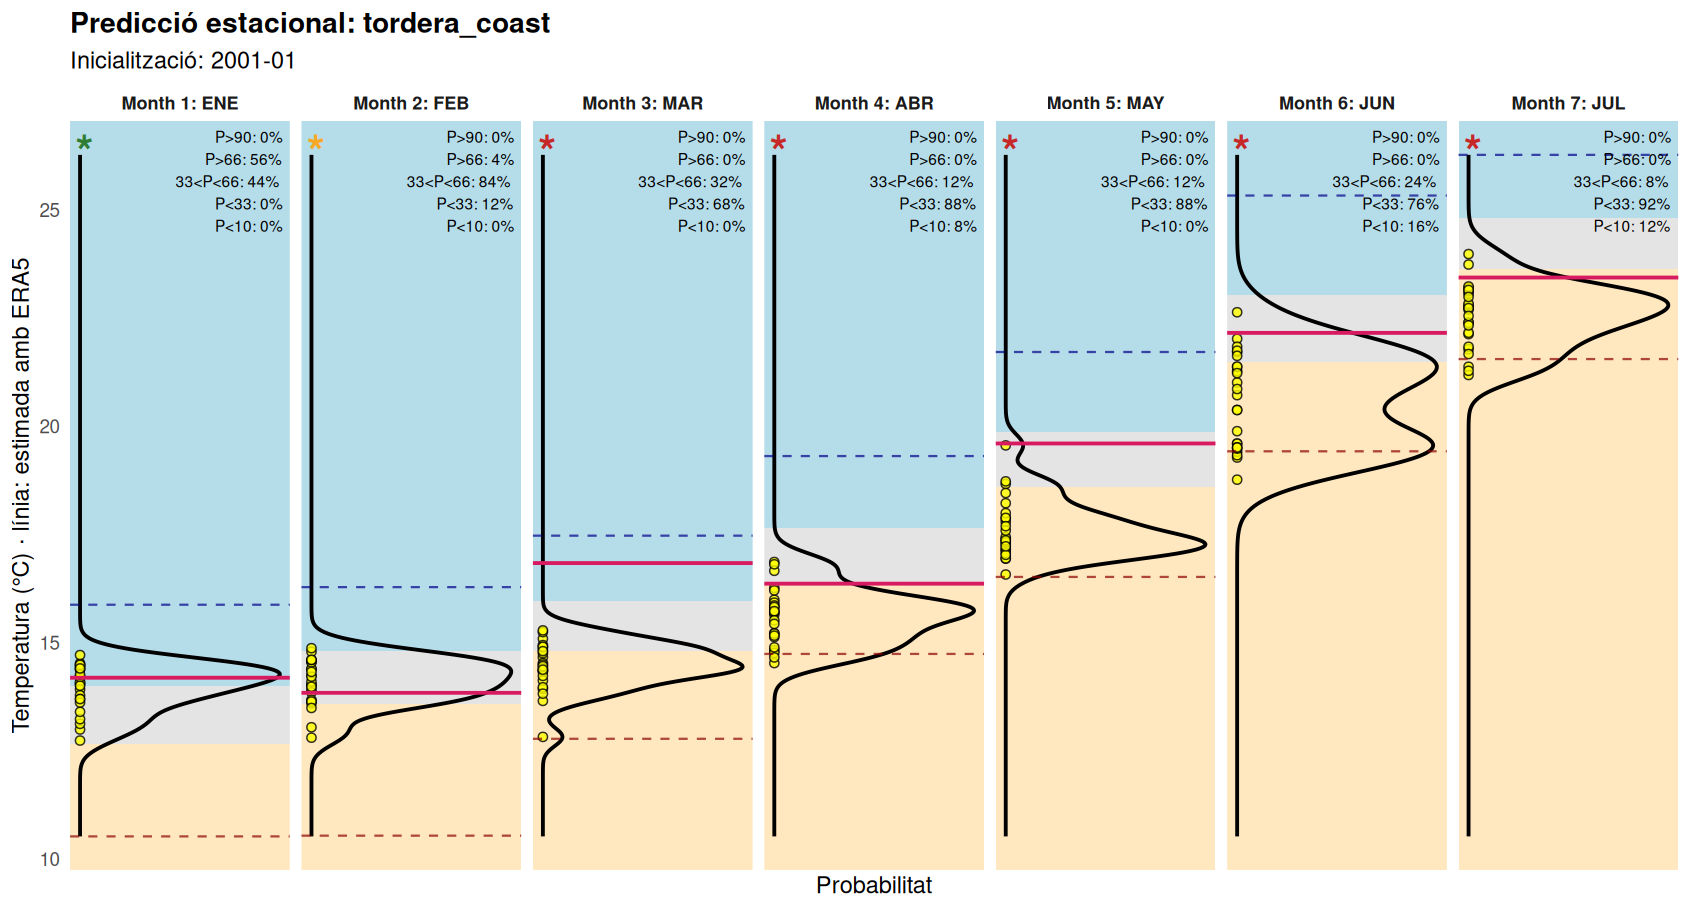 Predicció estacional: tordera_coast
Inicialització: 2001-01
Month 1: ENE
Month 2: FEB
Month 3: MAR
Month 4: ABR
Month 5: MAY
Month 6: JUN
Month 7: JUL
*
P>90: 0%
P>66: 56%
33<P<66: 44%
P<33: 0%
P<10: 0%
*
P>90: 0%
P>66: 4%
33<P<66: 84%
P<33: 12%
P<10: 0%
*
P>90: 0%
P>66: 0%
33<P<66: 32%
P<33: 68%
P<10: 0%
*
P>90: 0%
P>66: 0%
33<P<66: 12%
P<33: 88%
P<10: 8%
*
P>90: 0%
P>66: 0%
33<P<66: 12%
P<33: 88%
P<10: 0%
*
P>90: 0%
P>66: 0%
33<P<66: 24%
P<33: 76%
P<10: 16%
*
P>90: 0%
P>66: 0%
33<P<66: 8%
P<33: 92%
P<10: 12%
25
20
15
10
Temperatura (°C) · línia: estimada amb ERA5
Probabilitat